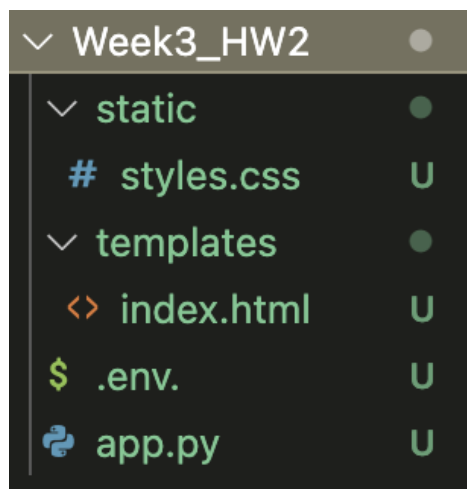 Week3_HW2
static
# styles.css U
templates
<> index.html U
$ .env. U
app.py U